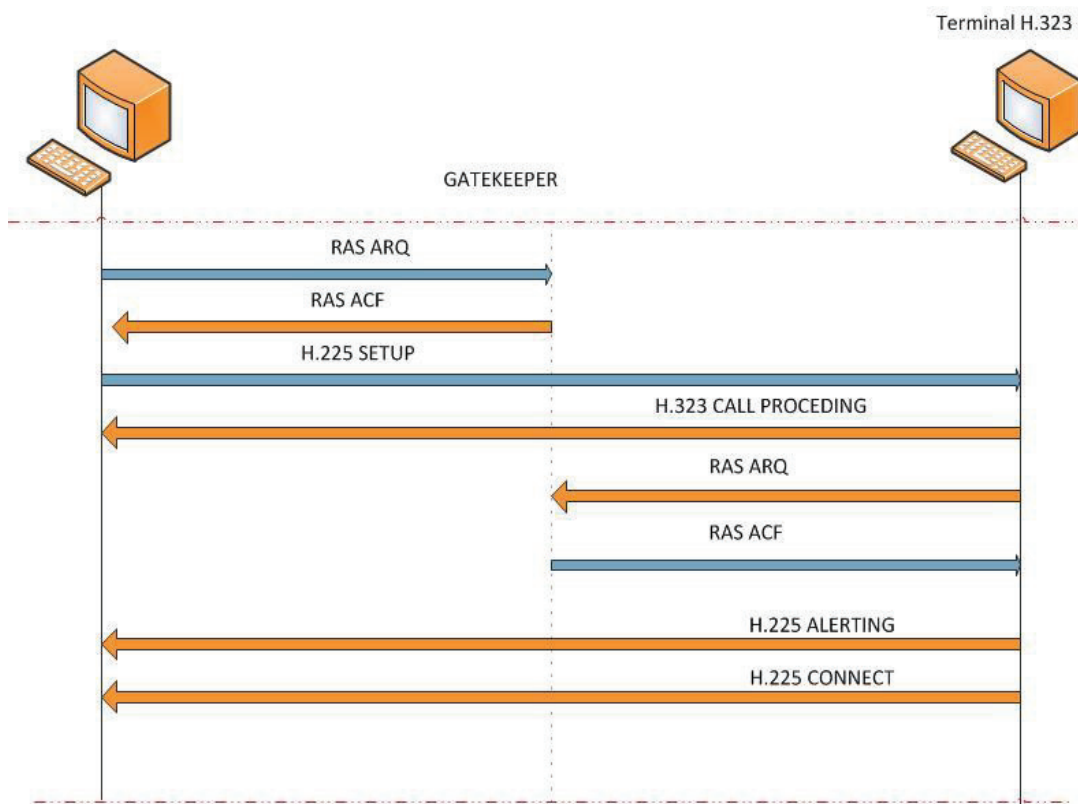 Terminal H.323
GATEKEEPER
RAS ARQ
RAS ACF
H.225 SETUP
H.323 CALL PROCEDING
RAS ARQ
RAS ACF
H.225 ALERTING
H.225 CONNECT